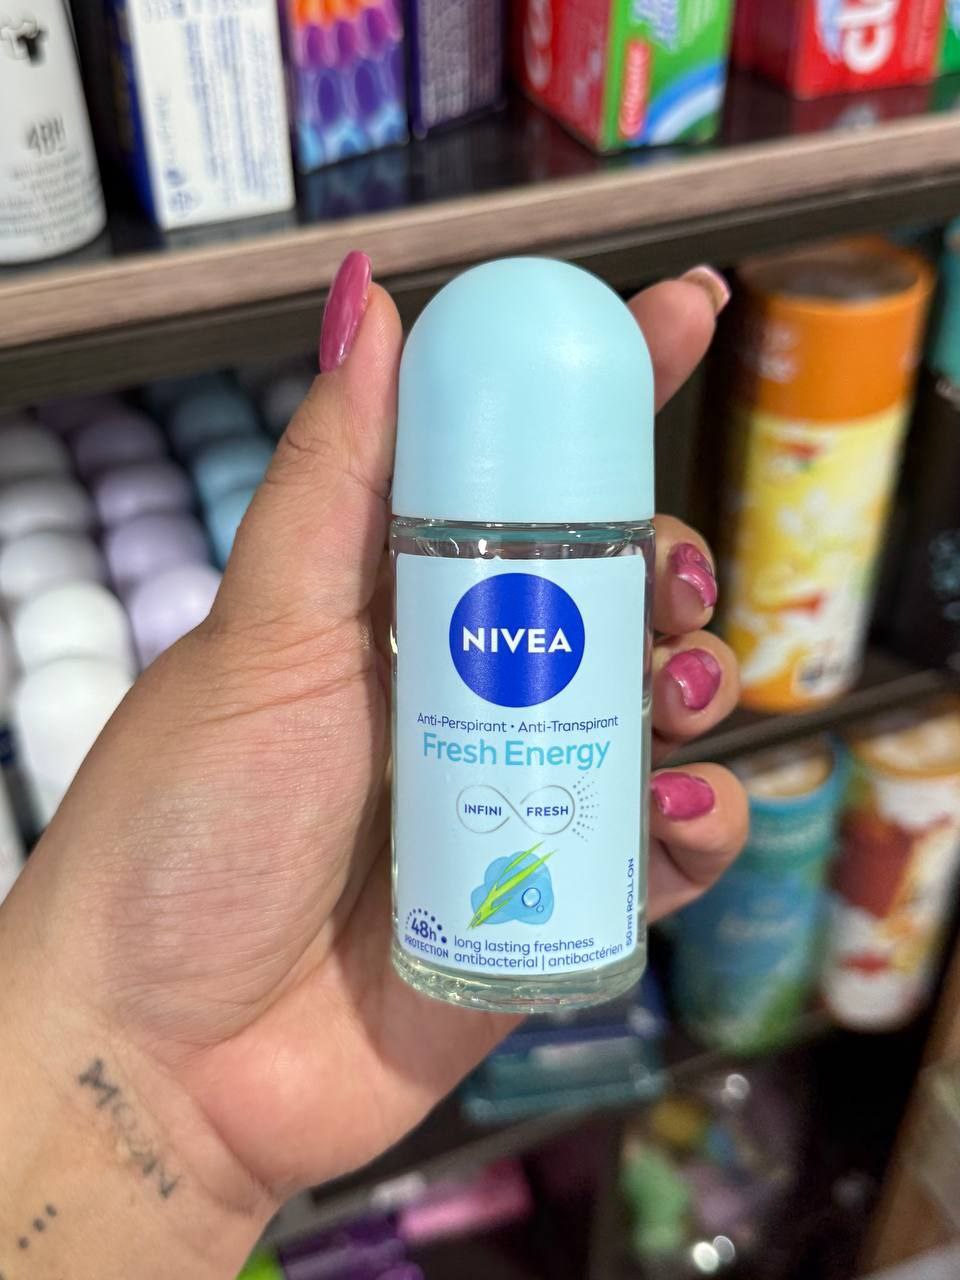 48H
NIVEA
Anti-Perspirant • Anti-Transpirant
Fresh Energy
INFINI FRESH
48h
PROTECTION
long lasting freshness
antibacterial | antibactérien
50 ml ROLL ON